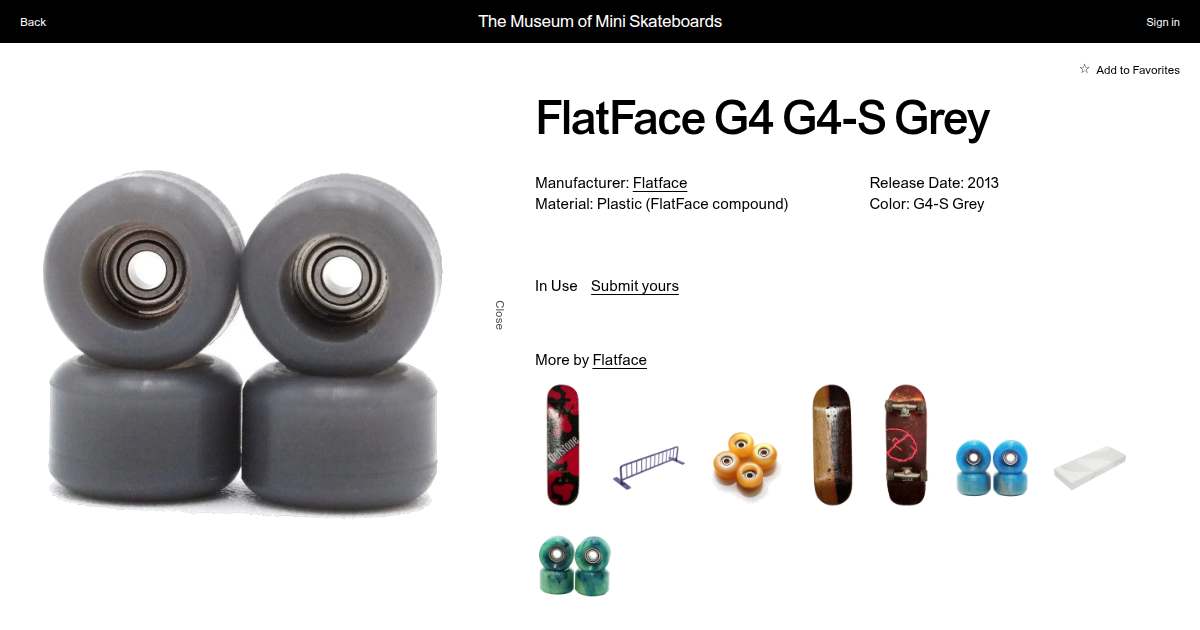 Back
The Museum of Mini Skateboards
Sign in
☆ Add to Favorites
FlatFace G4 G4-S Grey
Manufacturer: Flatface
Release Date: 2013
Material: Plastic (FlatFace compound)
Color: G4-S Grey
In Use Submit yours
Close
More by Flatface